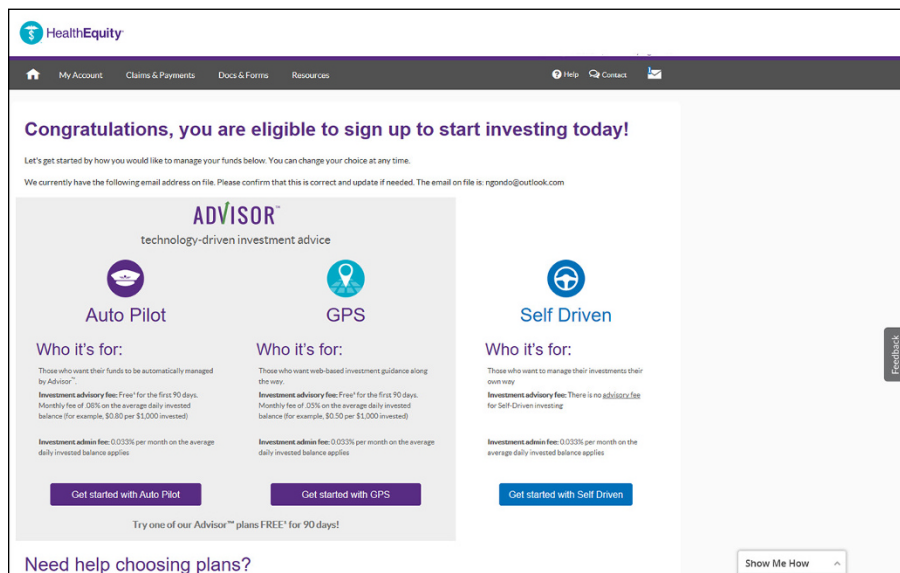 HealthEquity
My Account Claims & Payments Docs & Forms Resources Help Contact 1
Congratulations, you are eligible to sign up to start investing today!
Let's get started by how you would like to manage your funds below. You can change your choice at any time.
We currently have the following email address on file. Please confirm that this is correct and update if needed. The email on file is: ngondo@outlook.com
ADVISOR™
technology-driven investment advice
Auto Pilot
Who it's for:
Those who want their funds to be automatically managed
by Advisor™.
Investment advisory fee: Free* for the first 90 days.
Monthly fee of .08% on the average daily invested
balance (for example, $0.80 per $1,000 invested)
Investment admin fee: 0.033% per month on the average
daily invested balance applies
Get started with Auto Pilot
GPS
Who it's for:
Those who want web-based investment guidance along
the way.
Investment advisory fee: Free* for the first 90 days.
Monthly fee of .05% on the average daily invested
balance (for example, $0.50 per $1,000 invested)
Investment admin fee: 0.033% per month on the average
daily invested balance applies
Get started with GPS
Try one of our Advisor™ plans FREE* for 90 days!
Self Driven
Who it's for:
Those who want to manage their investments their
own way
Investment advisory fee: There is no advisory fee
for Self-Driven investing
Investment admin fee: 0.033% per month on the
average daily invested balance applies
Get started with Self Driven
Feedback
Need help choosing plans?
Show Me How